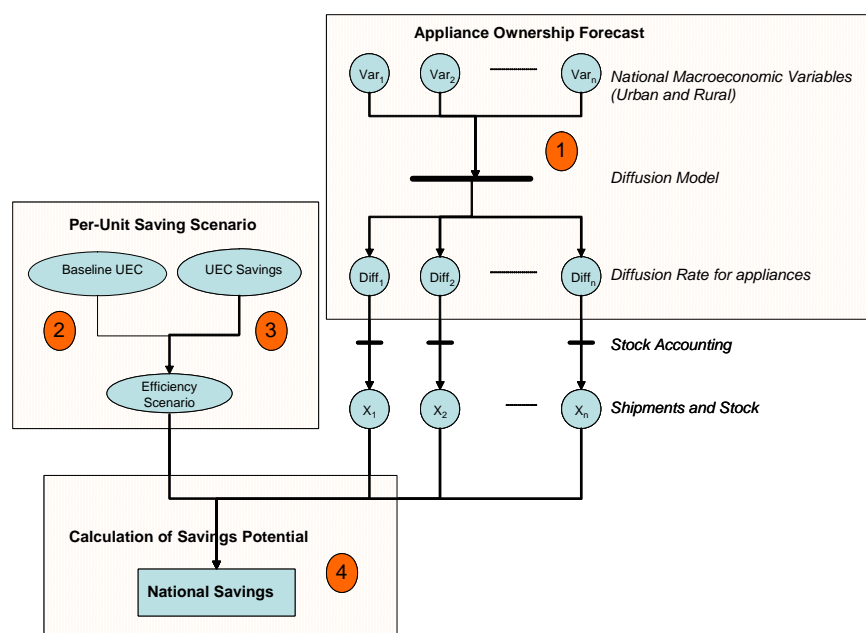 Appliance Ownership Forecast
Var1 Var2 Varn
National Macroeconomic Variables
(Urban and Rural)
1
Diffusion Model
Per-Unit Saving Scenario
Baseline UEC
UEC Savings
Diff1 Diff2 Diffn
Diffusion Rate for appliances
2
3
Stock Accounting
Efficiency
Scenario
X1 X2 Xn
Shipments and Stock
Calculation of Savings Potential
4
National Savings